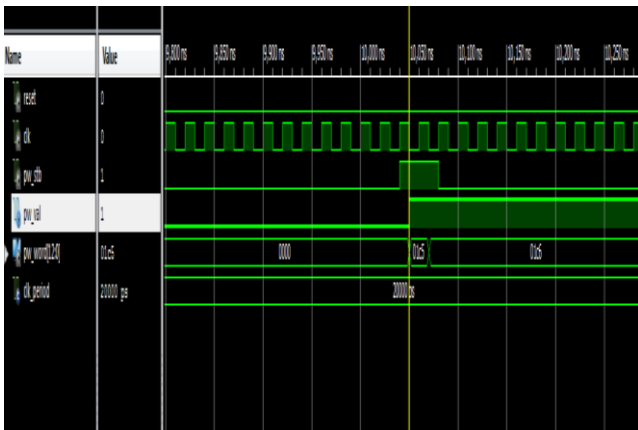 Name Value 9,800 ns 9,850 ns 9,900 ns 9,950 ns 10,000 ns 10,050 ns 10,100 ns 10,150 ns 10,200 ns 10,250 ns
reset 0
clk 0
pw_stb 1
pw_val 1
pw_word[12:0] 01c5 0000 01c5 01c6
clk_period 20000 ps 20000 ps